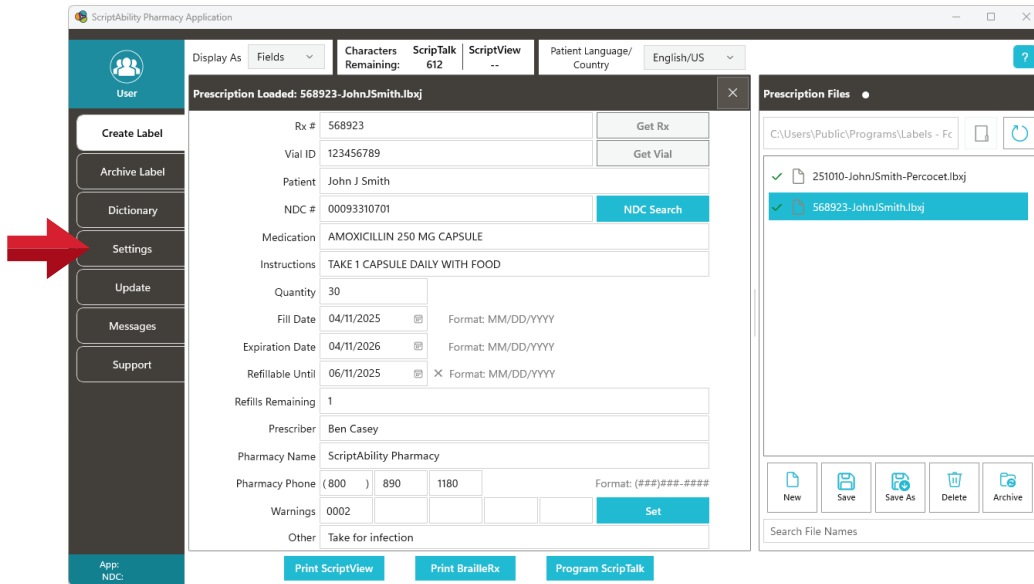 ScriptAbility Pharmacy Application
User
Create Label
Archive Label
Dictionary
Settings
Update
Messages
Support
App:
NDC:
Display As Fields
Characters Remaining: ScripTalk 612 ScriptView --
Patient Language/ Country English/US
?
Prescription Loaded: 568923-JohnJSmith.lbxj
Rx # 568923 Get Rx
Vial ID 123456789 Get Vial
Patient John J Smith
NDC # 00093310701 NDC Search
Medication AMOXICILLIN 250 MG CAPSULE
Instructions TAKE 1 CAPSULE DAILY WITH FOOD
Quantity 30
Fill Date 04/11/2025 Format: MM/DD/YYYY
Expiration Date 04/11/2026 Format: MM/DD/YYYY
Refillable Until 06/11/2025 Format: MM/DD/YYYY
Refills Remaining 1
Prescriber Ben Casey
Pharmacy Name ScriptAbility Pharmacy
Pharmacy Phone (800) 890 1180 Format: (###)###-####
Warnings 0002 Set
Other Take for infection
Print ScriptView Print BrailleRx Program ScripTalk
Prescription Files
C:\Users\Public\Programs\Labels - Fo
251010-JohnJSmith-Percocet.lbxj
568923-JohnJSmith.lbxj
New Save Save As Delete Archive
Search File Names